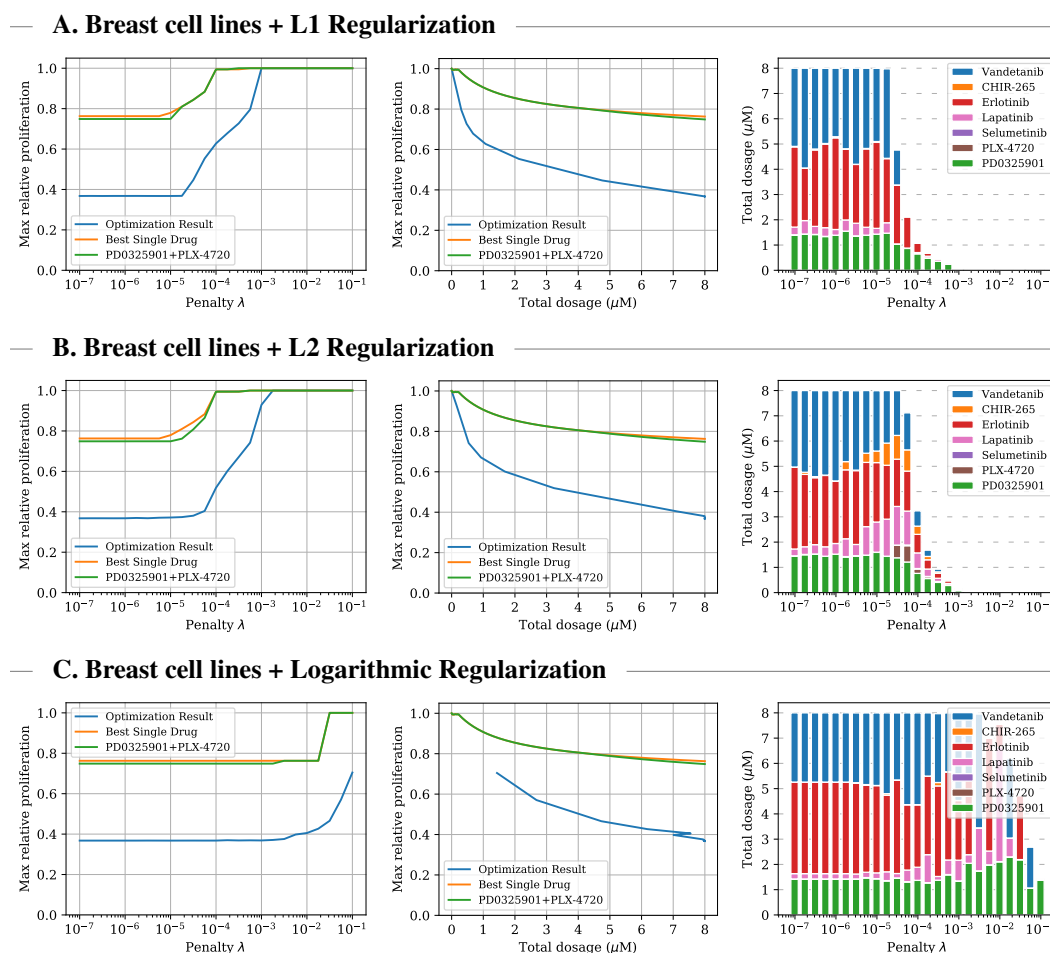 A. Breast cell lines + L1 Regularization
Max relative proliferation
1.0
0.8
0.6
0.4
0.2
0.0
Optimization Result
Best Single Drug
PD0325901+PLX-4720
10⁻⁷ 10⁻⁶ 10⁻⁵ 10⁻⁴ 10⁻³ 10⁻² 10⁻¹
Penalty λ
Max relative proliferation
1.0
0.8
0.6
0.4
0.2
0.0
Optimization Result
Best Single Drug
PD0325901+PLX-4720
0 1 2 3 4 5 6 7 8
Total dosage (μM)
Total dosage (μM)
8
7
6
5
4
3
2
1
0
Vandetanib
CHIR-265
Erlotinib
Lapatinib
Selumetinib
PLX-4720
PD0325901
10⁻⁷ 10⁻⁶ 10⁻⁵ 10⁻⁴ 10⁻³ 10⁻² 10⁻¹
Penalty λ
B. Breast cell lines + L2 Regularization
Max relative proliferation
1.0
0.8
0.6
0.4
0.2
0.0
Optimization Result
Best Single Drug
PD0325901+PLX-4720
10⁻⁷ 10⁻⁶ 10⁻⁵ 10⁻⁴ 10⁻³ 10⁻² 10⁻¹
Penalty λ
Max relative proliferation
1.0
0.8
0.6
0.4
0.2
0.0
Optimization Result
Best Single Drug
PD0325901+PLX-4720
0 1 2 3 4 5 6 7 8
Total dosage (μM)
Total dosage (μM)
8
7
6
5
4
3
2
1
0
Vandetanib
CHIR-265
Erlotinib
Lapatinib
Selumetinib
PLX-4720
PD0325901
10⁻⁷ 10⁻⁶ 10⁻⁵ 10⁻⁴ 10⁻³ 10⁻² 10⁻¹
Penalty λ
C. Breast cell lines + Logarithmic Regularization
Max relative proliferation
1.0
0.8
0.6
0.4
0.2
0.0
Optimization Result
Best Single Drug
PD0325901+PLX-4720
10⁻⁷ 10⁻⁶ 10⁻⁵ 10⁻⁴ 10⁻³ 10⁻² 10⁻¹
Penalty λ
Max relative proliferation
1.0
0.8
0.6
0.4
0.2
0.0
Optimization Result
Best Single Drug
PD0325901+PLX-4720
0 1 2 3 4 5 6 7 8
Total dosage (μM)
Total dosage (μM)
8
7
6
5
4
3
2
1
0
Vandetanib
CHIR-265
Erlotinib
Lapatinib
Selumetinib
PLX-4720
PD0325901
10⁻⁷ 10⁻⁶ 10⁻⁵ 10⁻⁴ 10⁻³ 10⁻² 10⁻¹
Penalty λ